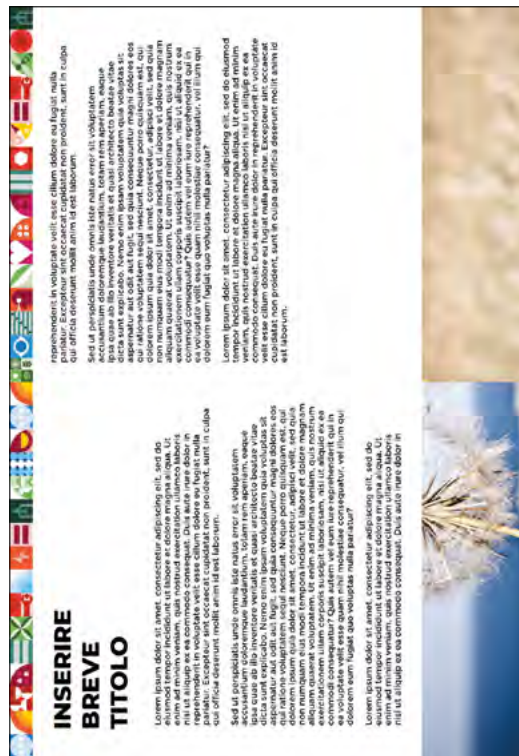 INSERIRE
BREVE
TITOLO
Lorem ipsum dolor sit amet, consectetur adipiscing elit, sed do
eiusmod tempor incididunt ut labore et dolore magna aliqua. Ut
enim ad minim veniam, quis nostrud exercitation ullamco laboris
nisi ut aliquip ex ea commodo consequat. Duis aute irure dolor in
reprehenderit in voluptate velit esse cillum dolore eu fugiat nulla
pariatur. Excepteur sint occaecat cupidatat non proident, sunt in culpa
qui officia deserunt mollit anim id est laborum.
Sed ut perspiciatis unde omnis iste natus error sit voluptatem
accusantium doloremque laudantium, totam rem aperiam, eaque
ipsa quae ab illo inventore veritatis et quasi architecto beatae vitae
dicta sunt explicabo. Nemo enim ipsam voluptatem quia voluptas sit
aspernatur aut odit aut fugit, sed quia consequuntur magni dolores eos
qui ratione voluptatem sequi nesciunt. Neque porro quisquam est, qui
dolorem ipsum quia dolor sit amet, consectetur, adipisci velit, sed quia
non numquam eius modi tempora incidunt ut labore et dolore magnam
aliquam quaerat voluptatem. Ut enim ad minima veniam, quis nostrum
exercitationem ullam corporis suscipit laboriosam, nisi ut aliquid ex ea
commodi consequatur? Quis autem vel eum iure reprehenderit qui in
ea voluptate velit esse quam nihil molestiae consequatur, vel illum qui
dolorem eum fugiat quo voluptas nulla pariatur?
Lorem ipsum dolor sit amet, consectetur adipiscing elit, sed do
eiusmod tempor incididunt ut labore et dolore magna aliqua. Ut
enim ad minim veniam, quis nostrud exercitation ullamco laboris
nisi ut aliquip ex ea commodo consequat. Duis aute irure dolor in
reprehenderit in voluptate velit esse cillum dolore eu fugiat nulla
pariatur. Excepteur sint occaecat cupidatat non proident, sunt in culpa
qui officia deserunt mollit anim id est laborum.
Sed ut perspiciatis unde omnis iste natus error sit voluptatem
accusantium doloremque laudantium, totam rem aperiam, eaque
ipsa quae ab illo inventore veritatis et quasi architecto beatae vitae
dicta sunt explicabo. Nemo enim ipsam voluptatem quia voluptas sit
aspernatur aut odit aut fugit, sed quia consequuntur magni dolores eos
qui ratione voluptatem sequi nesciunt. Neque porro quisquam est, qui
dolorem ipsum quia dolor sit amet, consectetur, adipisci velit, sed quia
non numquam eius modi tempora incidunt ut labore et dolore magnam
aliquam quaerat voluptatem. Ut enim ad minima veniam, quis nostrum
exercitationem ullam corporis suscipit laboriosam, nisi ut aliquid ex ea
commodi consequatur? Quis autem vel eum iure reprehenderit qui in
ea voluptate velit esse quam nihil molestiae consequatur, vel illum qui
dolorem eum fugiat quo voluptas nulla pariatur?
Lorem ipsum dolor sit amet, consectetur adipiscing elit, sed do eiusmod
tempor incididunt ut labore et dolore magna aliqua. Ut enim ad minim
veniam, quis nostrud exercitation ullamco laboris nisi ut aliquip ex ea
commodo consequat. Duis aute irure dolor in reprehenderit in voluptate
velit esse cillum dolore eu fugiat nulla pariatur. Excepteur sint occaecat
cupidatat non proident, sunt in culpa qui officia deserunt mollit anim id
est laborum.